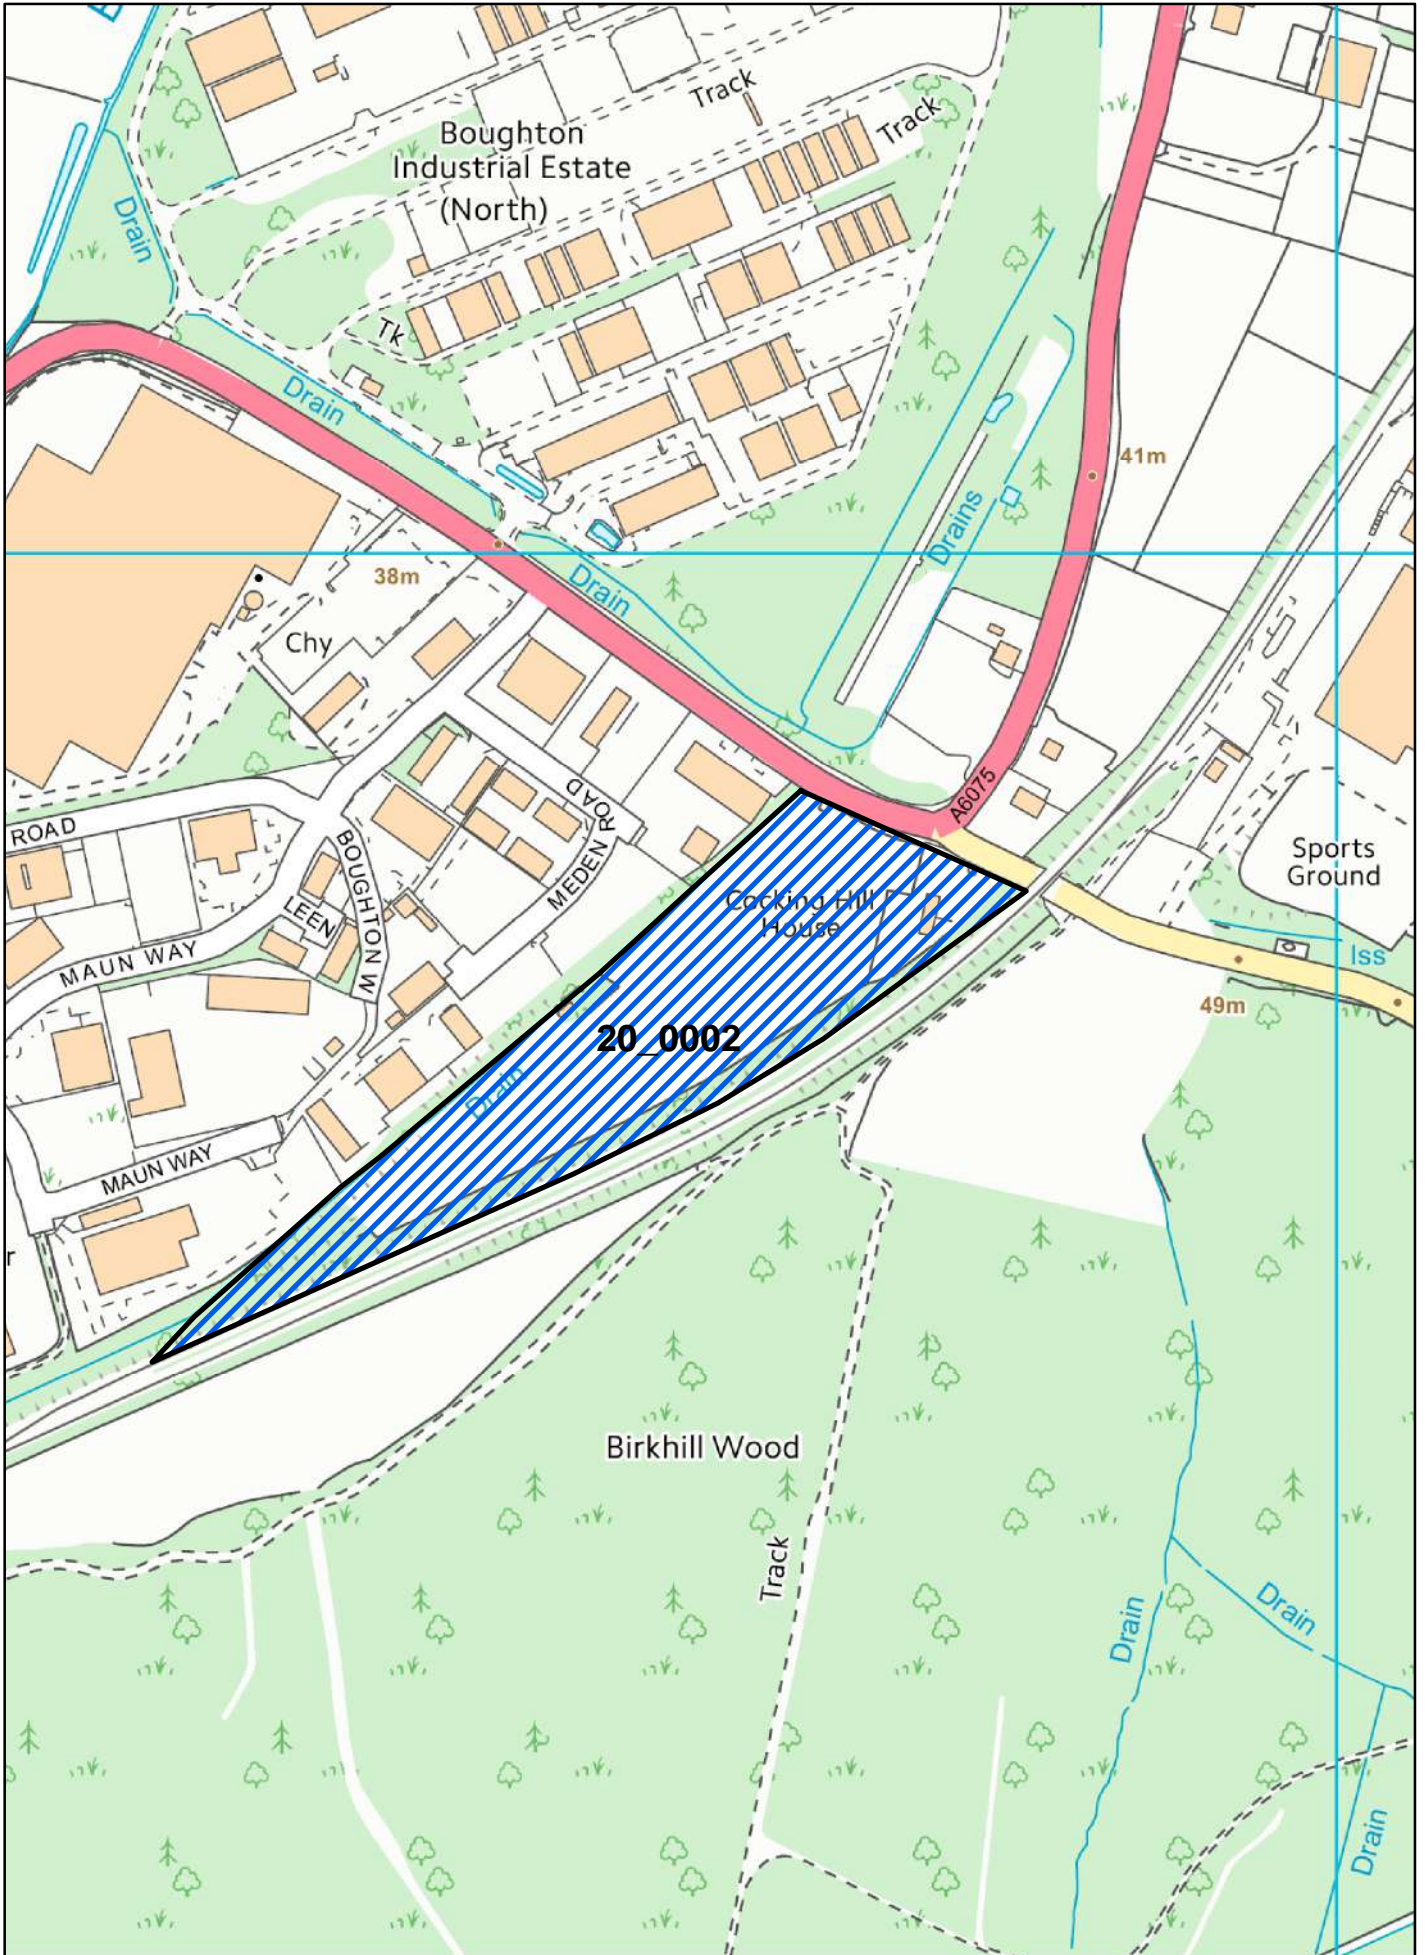 Track
Track
Boughton
Industrial Estate
(North)
Drain
Tk
Drain
41m
Drains
38m
Drain
Chy
A6075
ROAD
MEDEN ROAD
BOUGHTON W
LEEN
Sports
Ground
Cocking Hill
House
MAUN WAY
Iss
49m
20_0002
Drain
MAUN WAY
r
Birkhill Wood
Track
Drain
Drain
Drain